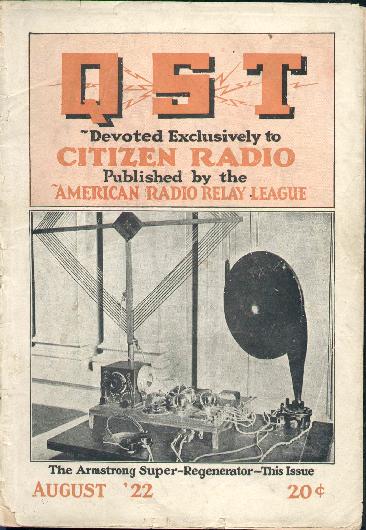 QST
~Devoted Exclusively to
CITIZEN RADIO
Published by the
~AMERICAN RADIO RELAY LEAGUE
The Armstrong Super-Regenerator-This Issue
AUGUST '22 20¢